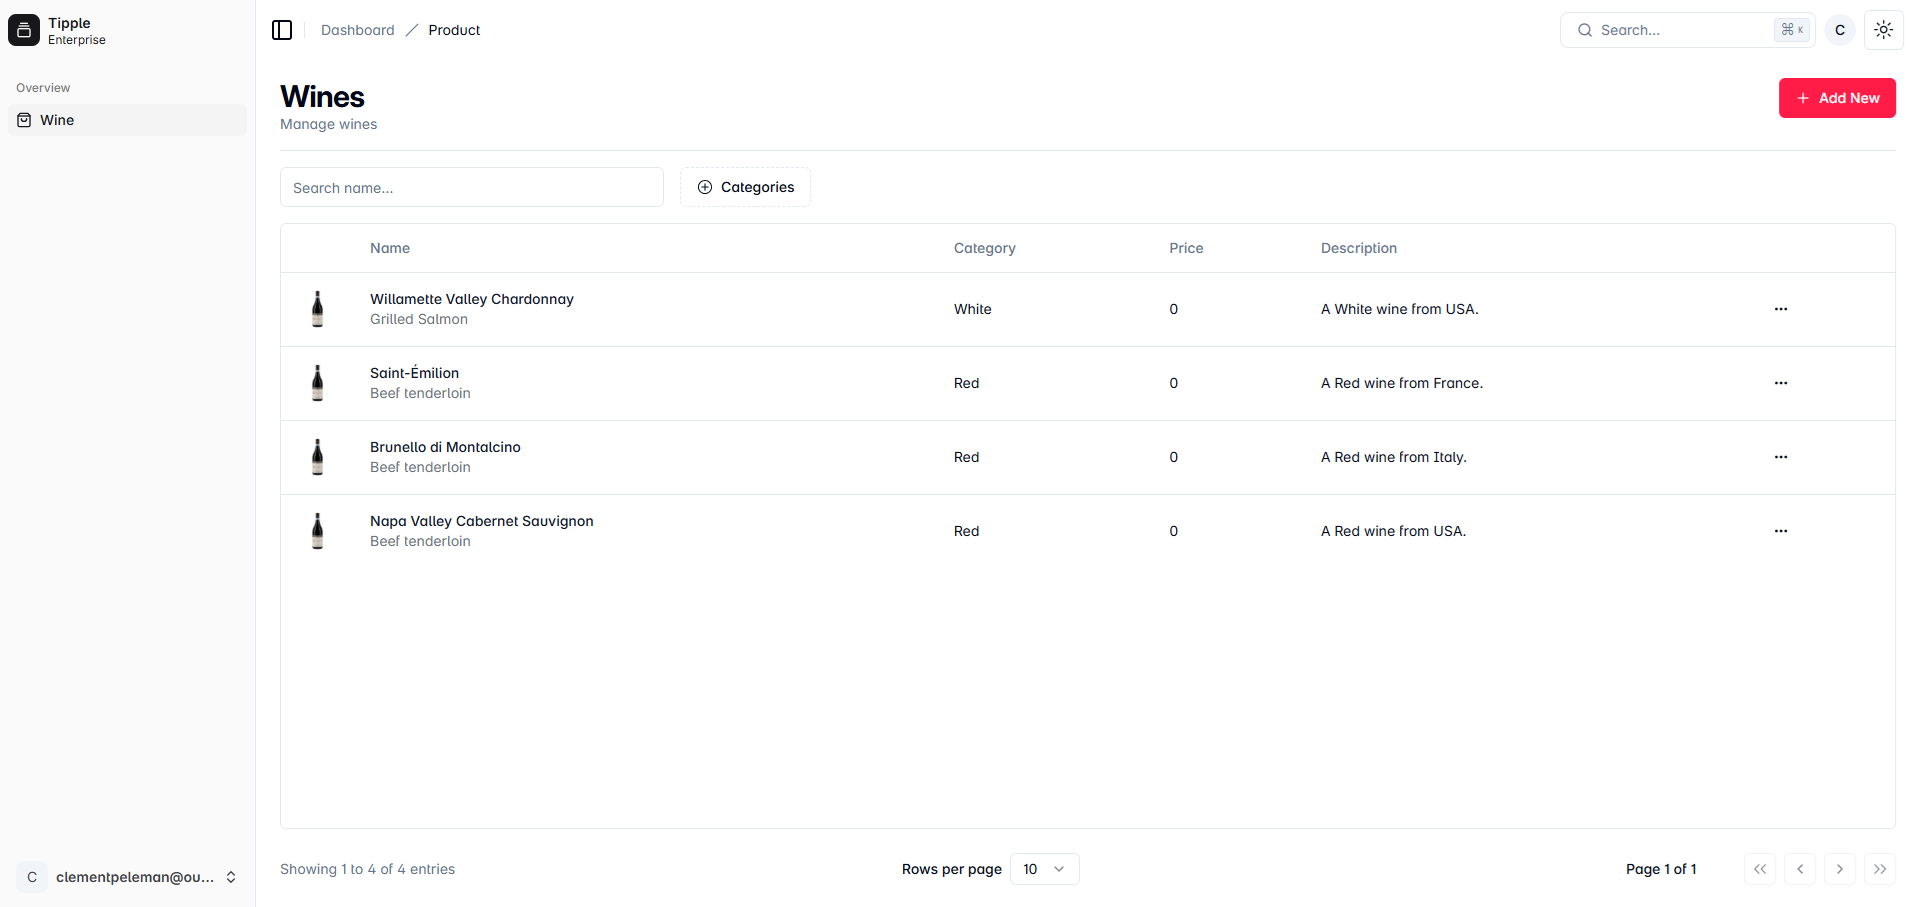 Tipple
Enterprise
Overview
Wine
clementpeleman@ou...
C
Dashboard
Product
Search...
⌘ K
C
Wines
Manage wines
Add New
Search name...
Categories
Name Category Price Description
Willamette Valley Chardonnay
Grilled Salmon
White 0 A White wine from USA.
Saint-Émilion
Beef tenderloin
Red 0 A Red wine from France.
Brunello di Montalcino
Beef tenderloin
Red 0 A Red wine from Italy.
Napa Valley Cabernet Sauvignon
Beef tenderloin
Red 0 A Red wine from USA.
Showing 1 to 4 of 4 entries
Rows per page 10
Page 1 of 1